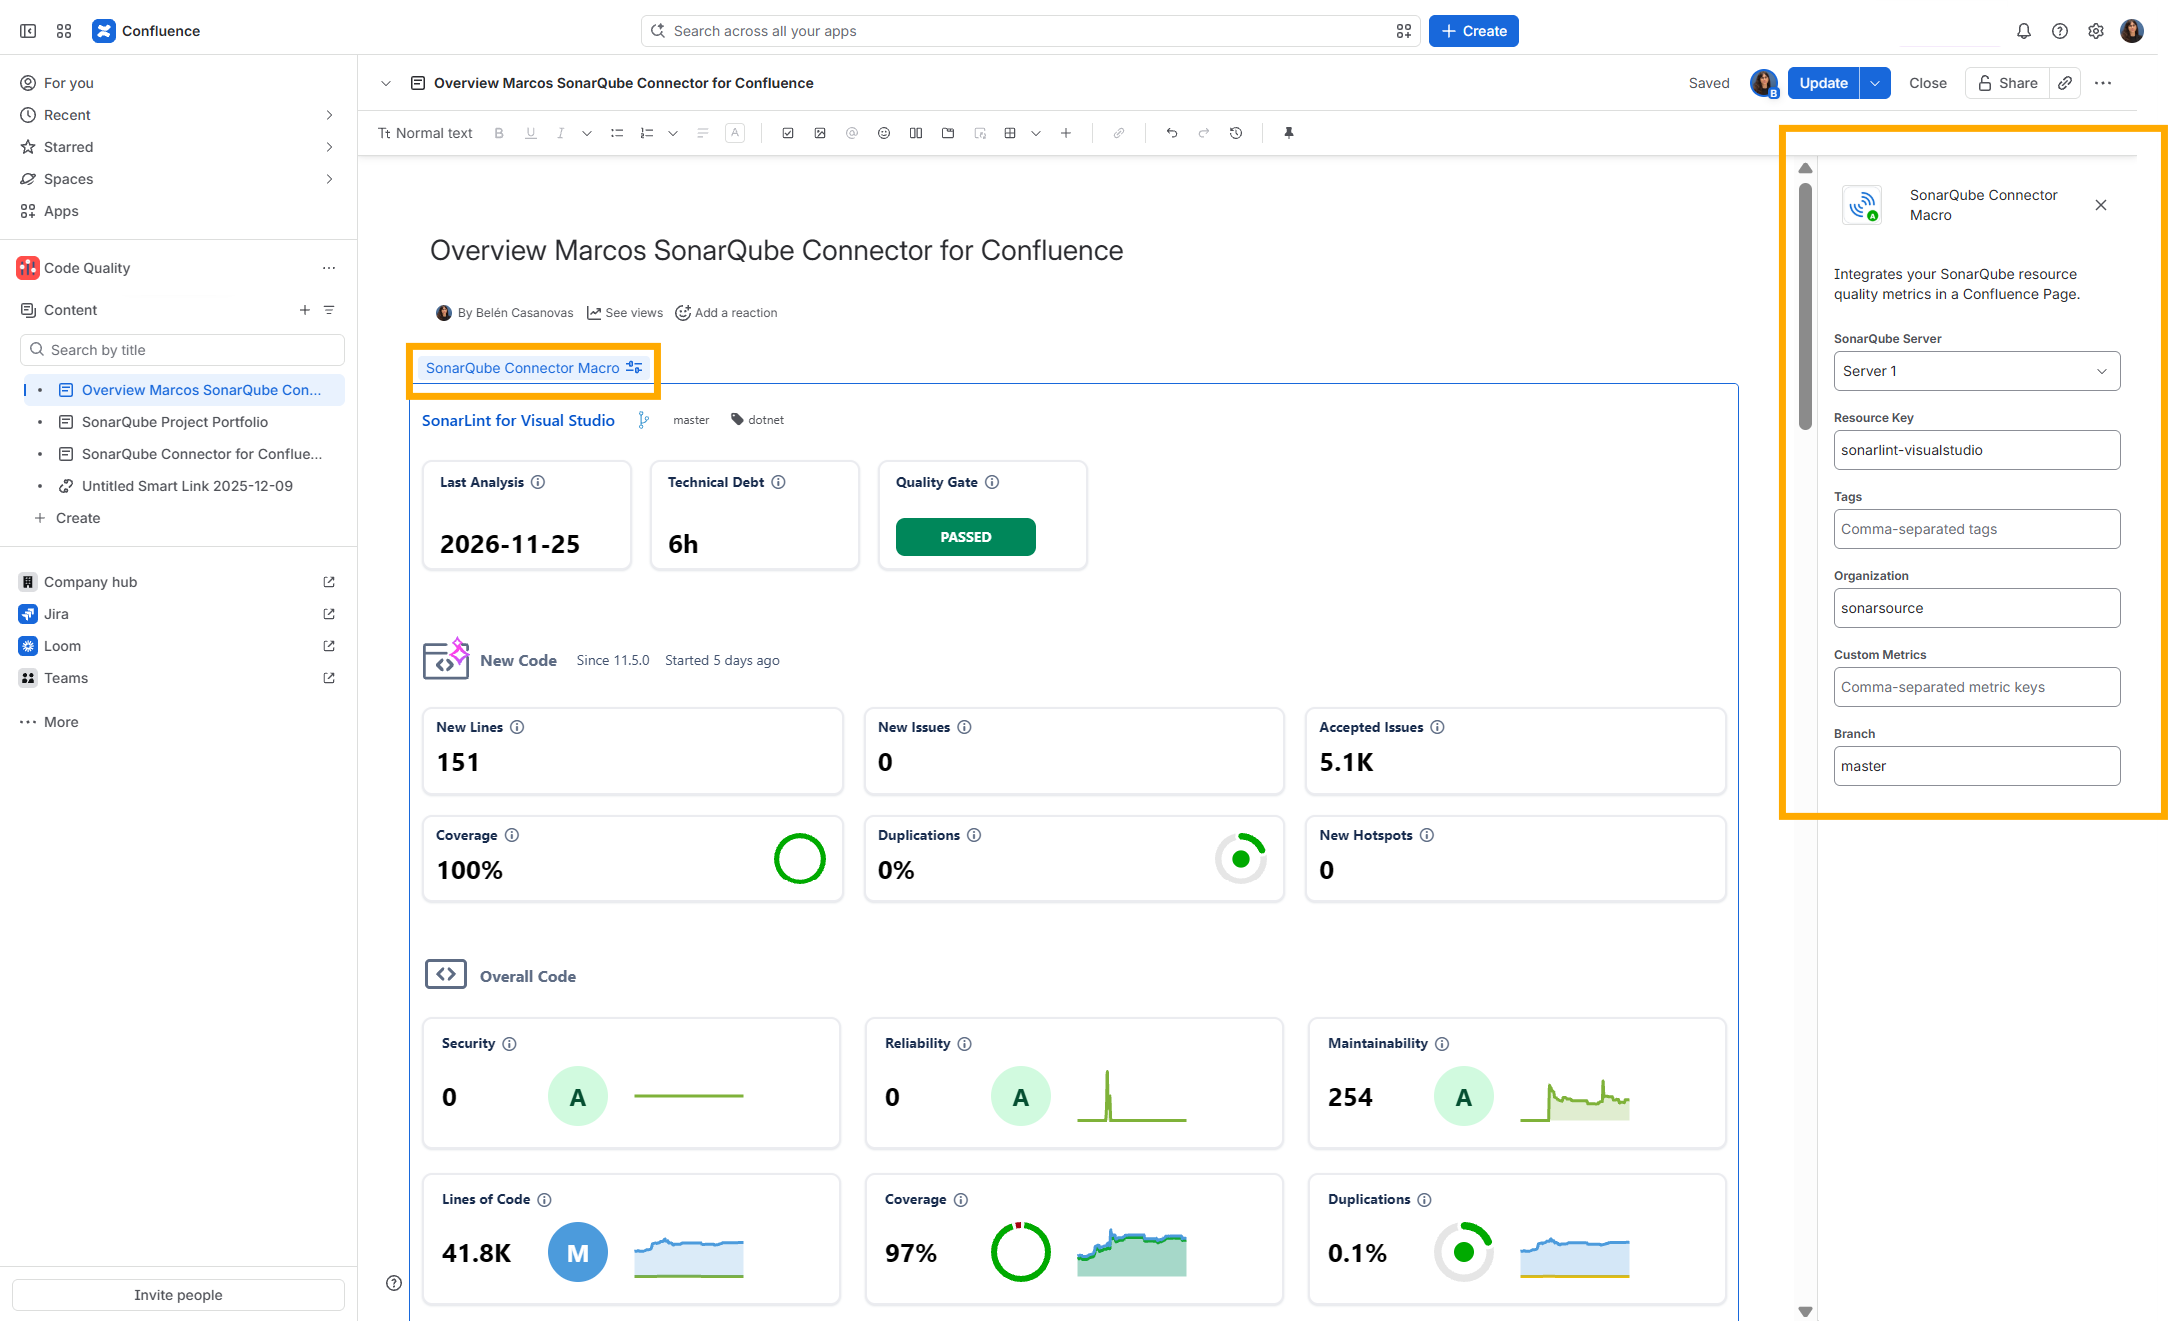 Confluence
Search across all your apps
Create
For you
Recent
Starred
Spaces
Apps
Code Quality
Content
Search by title
Overview Marcos SonarQube Con...
SonarQube Project Portfolio
SonarQube Connector for Conflue...
Untitled Smart Link 2025-12-09
Create
Company hub
Jira
Loom
Teams
More
Invite people
Overview Marcos SonarQube Connector for Confluence
Saved
B
Update
Close
Share
Tt Normal text
B U I
A
Overview Marcos SonarQube Connector for Confluence
By Belén Casanovas See views Add a reaction
SonarQube Connector Macro
SonarLint for Visual Studio master dotnet
Last Analysis
2026-11-25
Technical Debt
6h
Quality Gate
PASSED
New Code Since 11.5.0 Started 5 days ago
New Lines
151
New Issues
0
Accepted Issues
5.1K
Coverage
100%
Duplications
0%
New Hotspots
0
Overall Code
Security
0 A
Reliability
0 A
Maintainability
254 A
Lines of Code
41.8K M
Coverage
97%
Duplications
0.1%
A
SonarQube Connector
Macro
Integrates your SonarQube resource
quality metrics in a Confluence Page.
SonarQube Server
Server 1
Resource Key
sonarlint-visualstudio
Tags
Comma-separated tags
Organization
sonarsource
Custom Metrics
Comma-separated metric keys
Branch
master